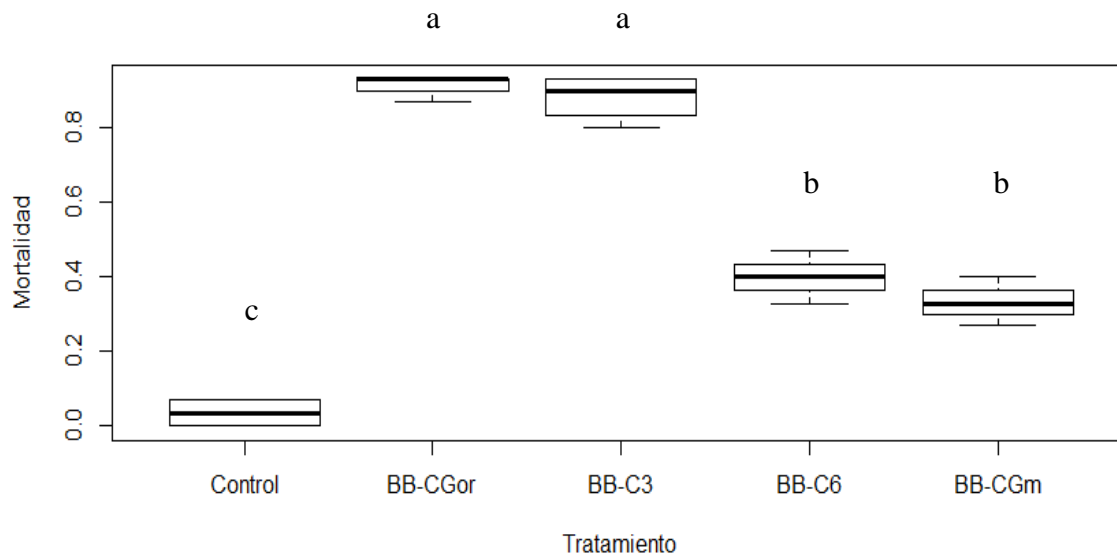 a a
b b
c
Mortalidad
0.8
0.6
0.4
0.2
0.0
Control BB-CGor BB-C3 BB-C6 BB-CGm
Tratamiento